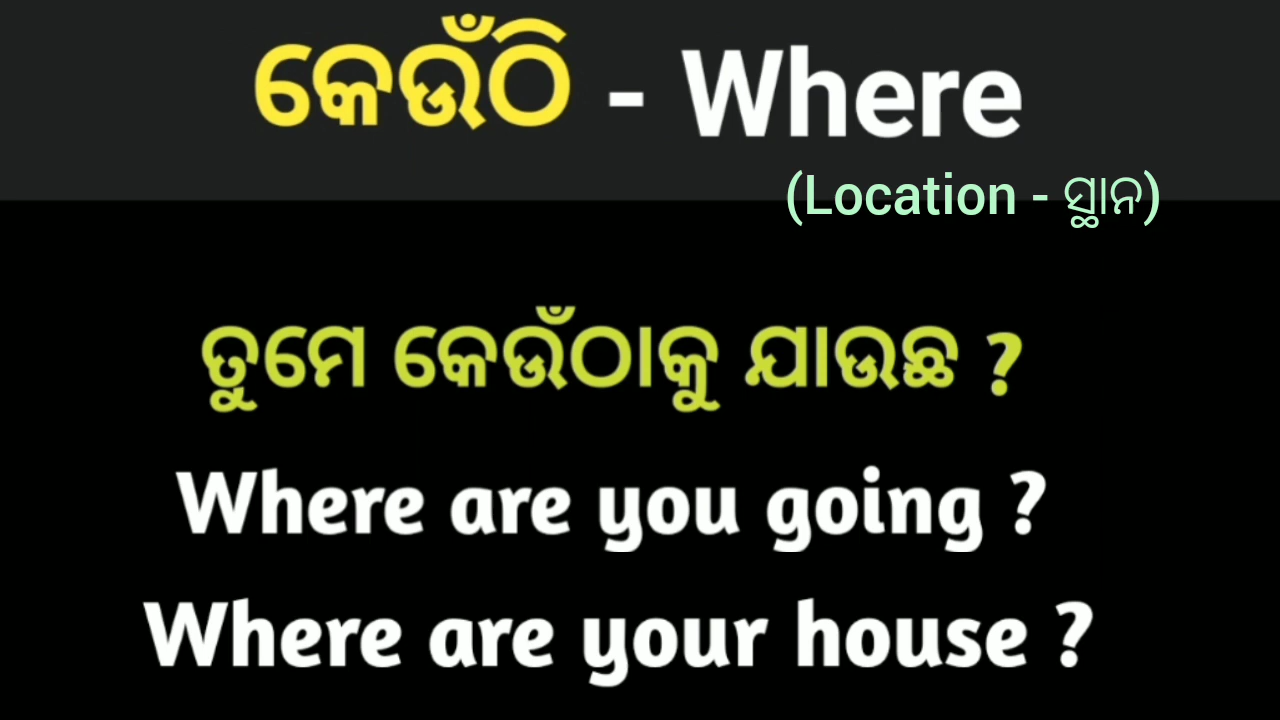 କେଉଁଠି - Where
(Location - ସ୍ଥାନ)
ତୁମେ କେଉଁଠାକୁ ଯାଉଛ ?
Where are you going ?
Where are your house ?